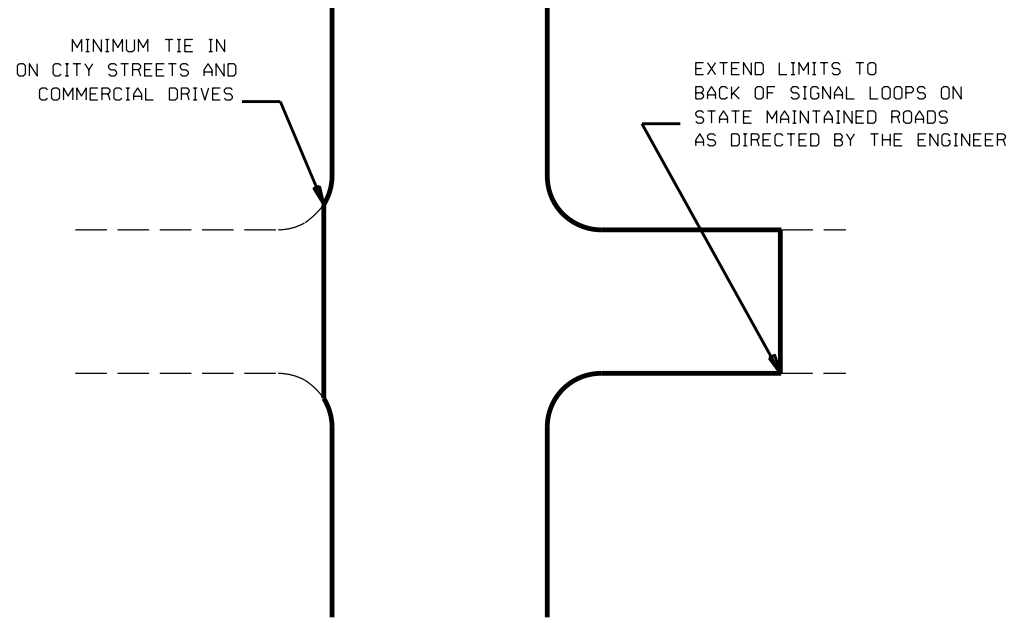 MINIMUM TIE IN
ON CITY STREETS AND
COMMERCIAL DRIVES
EXTEND LIMITS TO
BACK OF SIGNAL LOOPS ON
STATE MAINTAINED ROADS
AS DIRECTED BY THE ENGINEER